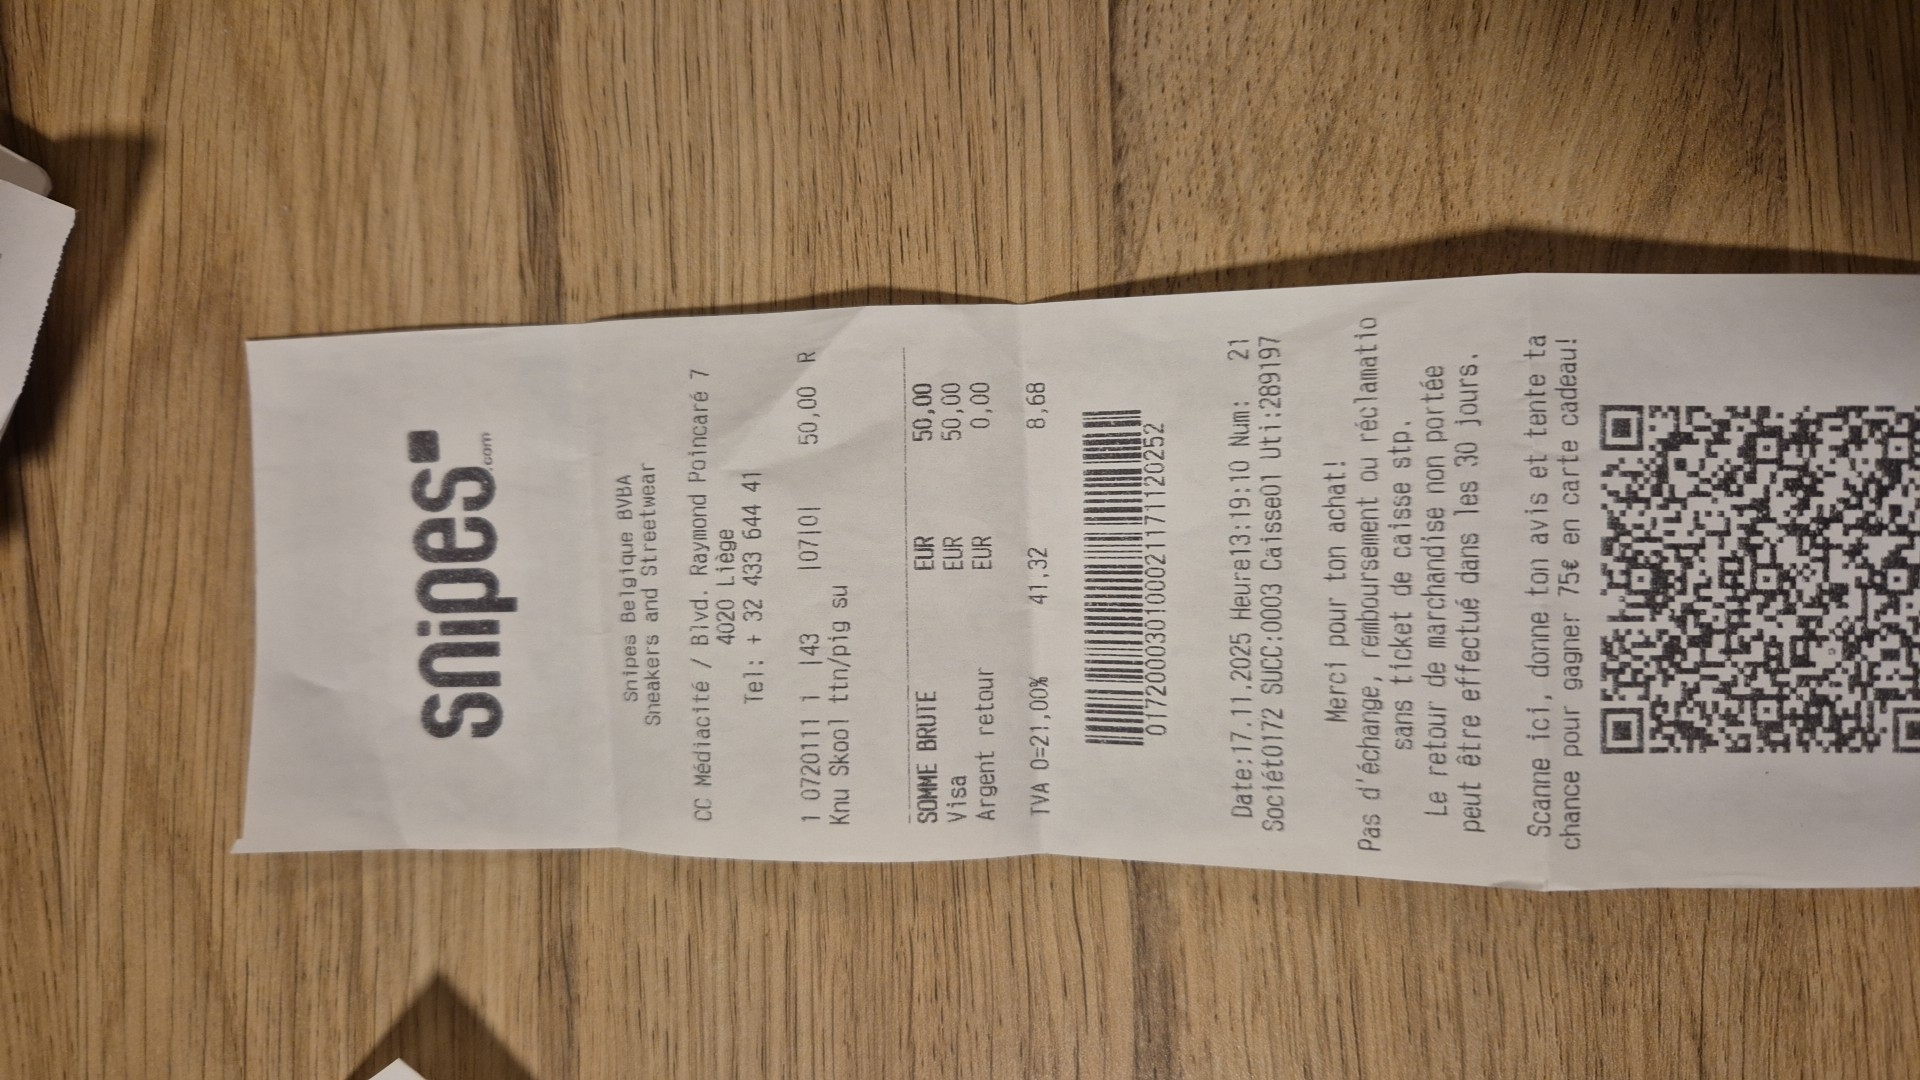 snipes
.com
Snipes Belgique BVBA
Sneakers and Streetwear
CC Médiacité / Blvd. Raymond Poincaré 7
4020 Liège
Tel: + 32 433 644 41
1 0720111 1 |43 |07|0| 50,00 R
Knu Skool ttn/pig su
SOMME BRUTE EUR 50,00
Visa EUR 50,00
Argent retour EUR 0,00
TVA 0=21,00% 41,32 8,68
0172000301000211711120252
Date:17.11.2025 Heure13:19:10 Num: 21
Sociét0172 SUCC:0003 Caisse01 Uti:289197
Merci pour ton achat!
Pas d'échange, remboursement ou réclamatio
sans ticket de caisse stp.
Le retour de marchandise non portée
peut être effectué dans les 30 jours.
Scanne ici, donne ton avis et tente ta
chance pour gagner 75€ en carte cadeau!